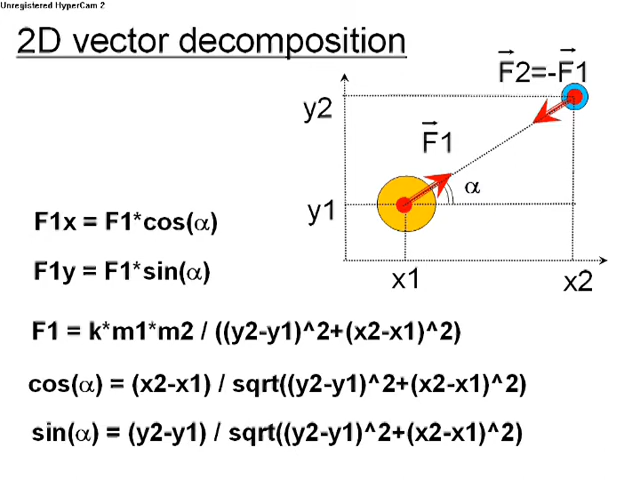 Unregistered HyperCam 2
2D vector decomposition
F2=-F1
y2
F1
α
y1
F1x = F1*cos(α)
F1y = F1*sin(α)
x1
x2
F1 = k*m1*m2 / ((y2-y1)^2+(x2-x1)^2)
cos(α) = (x2-x1) / sqrt((y2-y1)^2+(x2-x1)^2)
sin(α) = (y2-y1) / sqrt((y2-y1)^2+(x2-x1)^2)